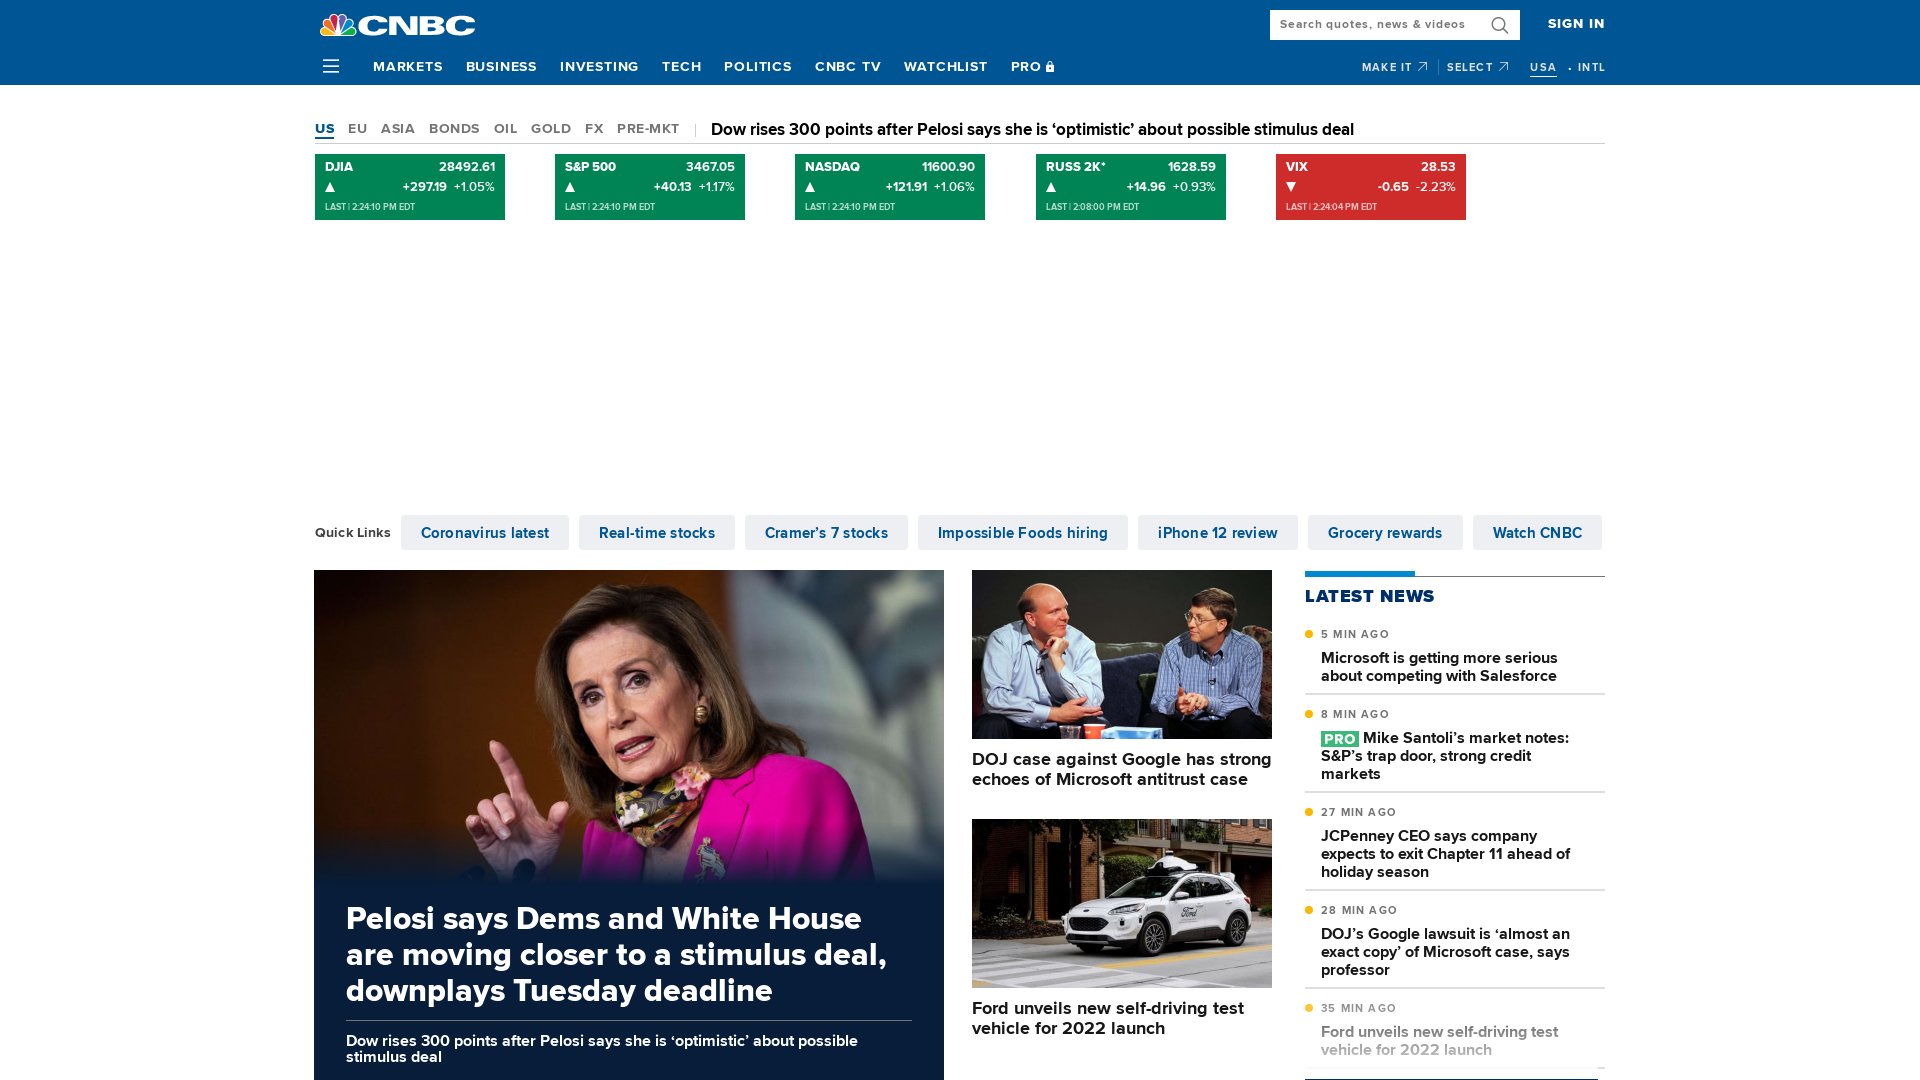 CNBC
Search quotes, news & videos
SIGN IN
MARKETS BUSINESS INVESTING TECH POLITICS CNBC TV WATCHLIST PRO
MAKE IT SELECT USA • INTL
US EU ASIA BONDS OIL GOLD FX PRE-MKT
Dow rises 300 points after Pelosi says she is ‘optimistic’ about possible stimulus deal
DJIA 28492.61
+297.19 +1.05%
LAST | 2:24:10 PM EDT
S&P 500 3467.05
+40.13 +1.17%
LAST | 2:24:10 PM EDT
NASDAQ 11600.90
+121.91 +1.06%
LAST | 2:24:10 PM EDT
RUSS 2K* 1628.59
+14.96 +0.93%
LAST | 2:08:00 PM EDT
VIX 28.53
-0.65 -2.23%
LAST | 2:24:04 PM EDT
Quick Links Coronavirus latest Real-time stocks Cramer’s 7 stocks Impossible Foods hiring iPhone 12 review Grocery rewards Watch CNBC
Pelosi says Dems and White House
are moving closer to a stimulus deal,
downplays Tuesday deadline
Dow rises 300 points after Pelosi says she is ‘optimistic’ about possible
stimulus deal
DOJ case against Google has strong
echoes of Microsoft antitrust case
Ford
Ford unveils new self-driving test
vehicle for 2022 launch
LATEST NEWS
5 MIN AGO
Microsoft is getting more serious
about competing with Salesforce
8 MIN AGO
PRO Mike Santoli’s market notes:
S&P’s trap door, strong credit
markets
27 MIN AGO
JCPenney CEO says company
expects to exit Chapter 11 ahead of
holiday season
28 MIN AGO
DOJ’s Google lawsuit is ‘almost an
exact copy’ of Microsoft case, says
professor
35 MIN AGO
Ford unveils new self-driving test
vehicle for 2022 launch